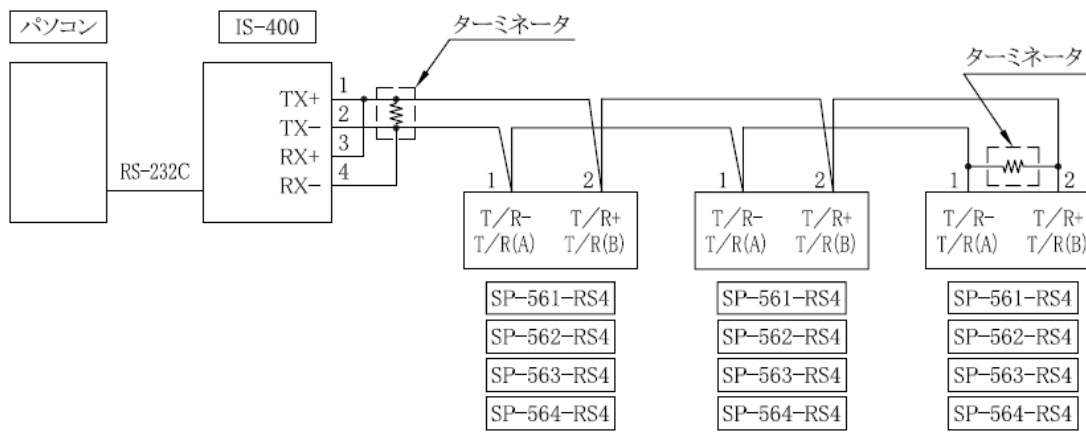 パソコン
IS-400
ターミネータ
ターミネータ
TX+
1
TX-
2
RX+
3
RX-
4
RS-232C
1
2
1
2
1
2
T/R-
T/R+
T/R-
T/R+
T/R-
T/R+
T/R(A)
T/R(B)
T/R(A)
T/R(B)
T/R(A)
T/R(B)
SP-561-RS4
SP-561-RS4
SP-561-RS4
SP-562-RS4
SP-562-RS4
SP-562-RS4
SP-563-RS4
SP-563-RS4
SP-563-RS4
SP-564-RS4
SP-564-RS4
SP-564-RS4